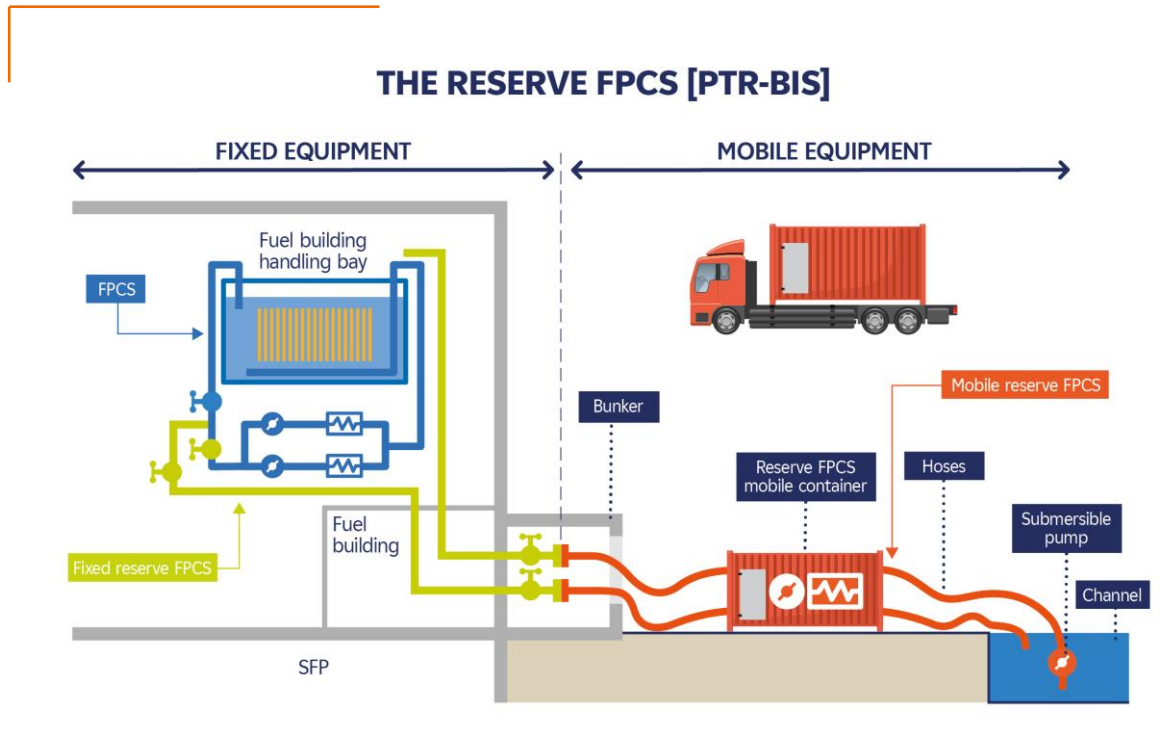 THE RESERVE FPCS [PTR-BIS]
FIXED EQUIPMENT
MOBILE EQUIPMENT
Fuel building
handling bay
FPCS
Mobile reserve FPCS
Bunker
Reserve FPCS
mobile container
Hoses
Submersible
pump
Fuel
building
Fixed reserve FPCS
Channel
SFP